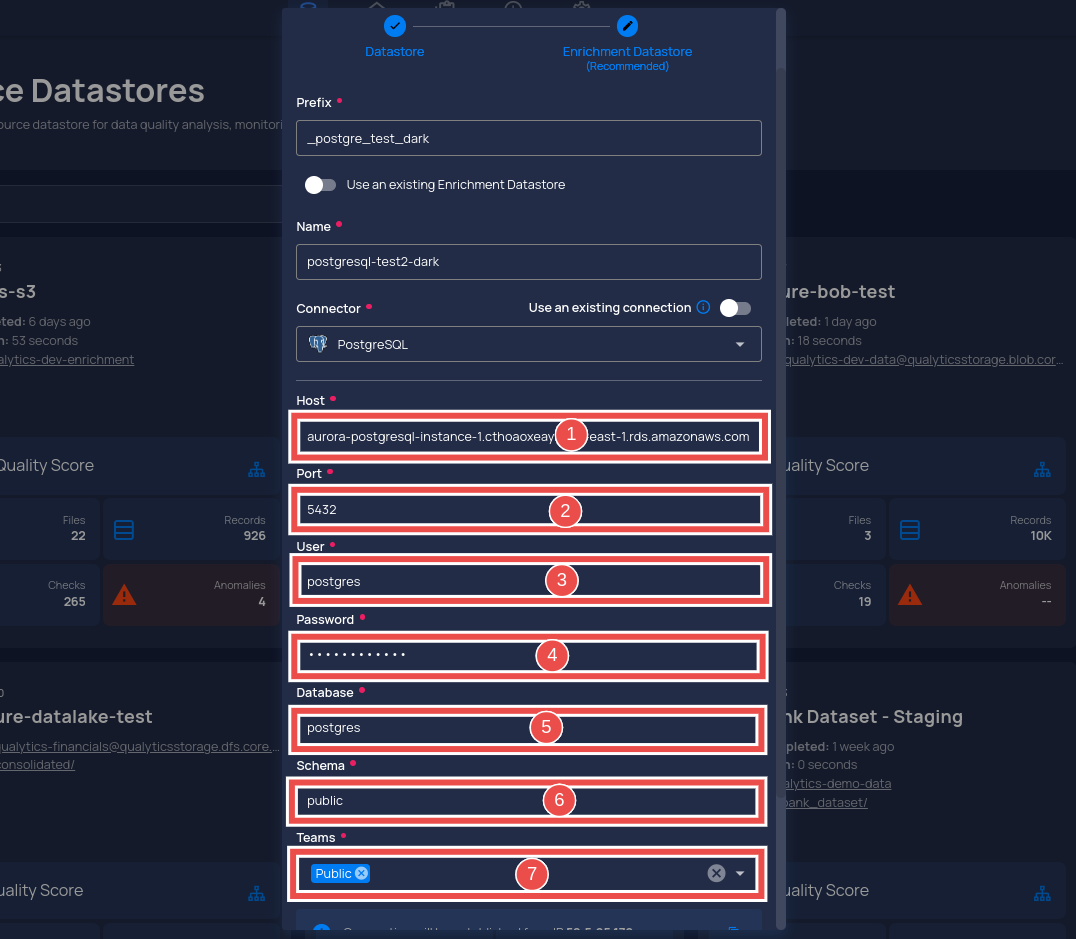 Datastore
Enrichment Datastore
(Recommended)
ce Datastores
ource datastore for data quality analysis, monitori
Prefix
_postgre_test_dark
Use an existing Enrichment Datastore
Name
postgresql-test2-dark
Connector
Use an existing connection
PostgreSQL
Host
aurora-postgresql-instance-1.cthoaoxeay 1 east-1.rds.amazonaws.com
Port
5432 2
User
postgres 3
Password
•••••••••••• 4
Database
postgres 5
Schema
public 6
Teams
Public 7
s-s3
eted: 6 days ago
n: 53 seconds
alytics-dev-enrichment
Quality Score
Files
22
Records
926
Checks
265
Anomalies
4
ure-datalake-test
qualytics-financials@qualyticsstorage.dfs.core...
consolidated/
uality Score
ure-bob-test
leted: 1 day ago
n: 18 seconds
qualytics-dev-data@qualyticsstorage.blob.cor...
uality Score
Files
3
Records
10K
Checks
19
Anomalies
--
nk Dataset - Staging
pleted: 1 week ago
n: 0 seconds
alytics-demo-data
bank_dataset/
uality Score